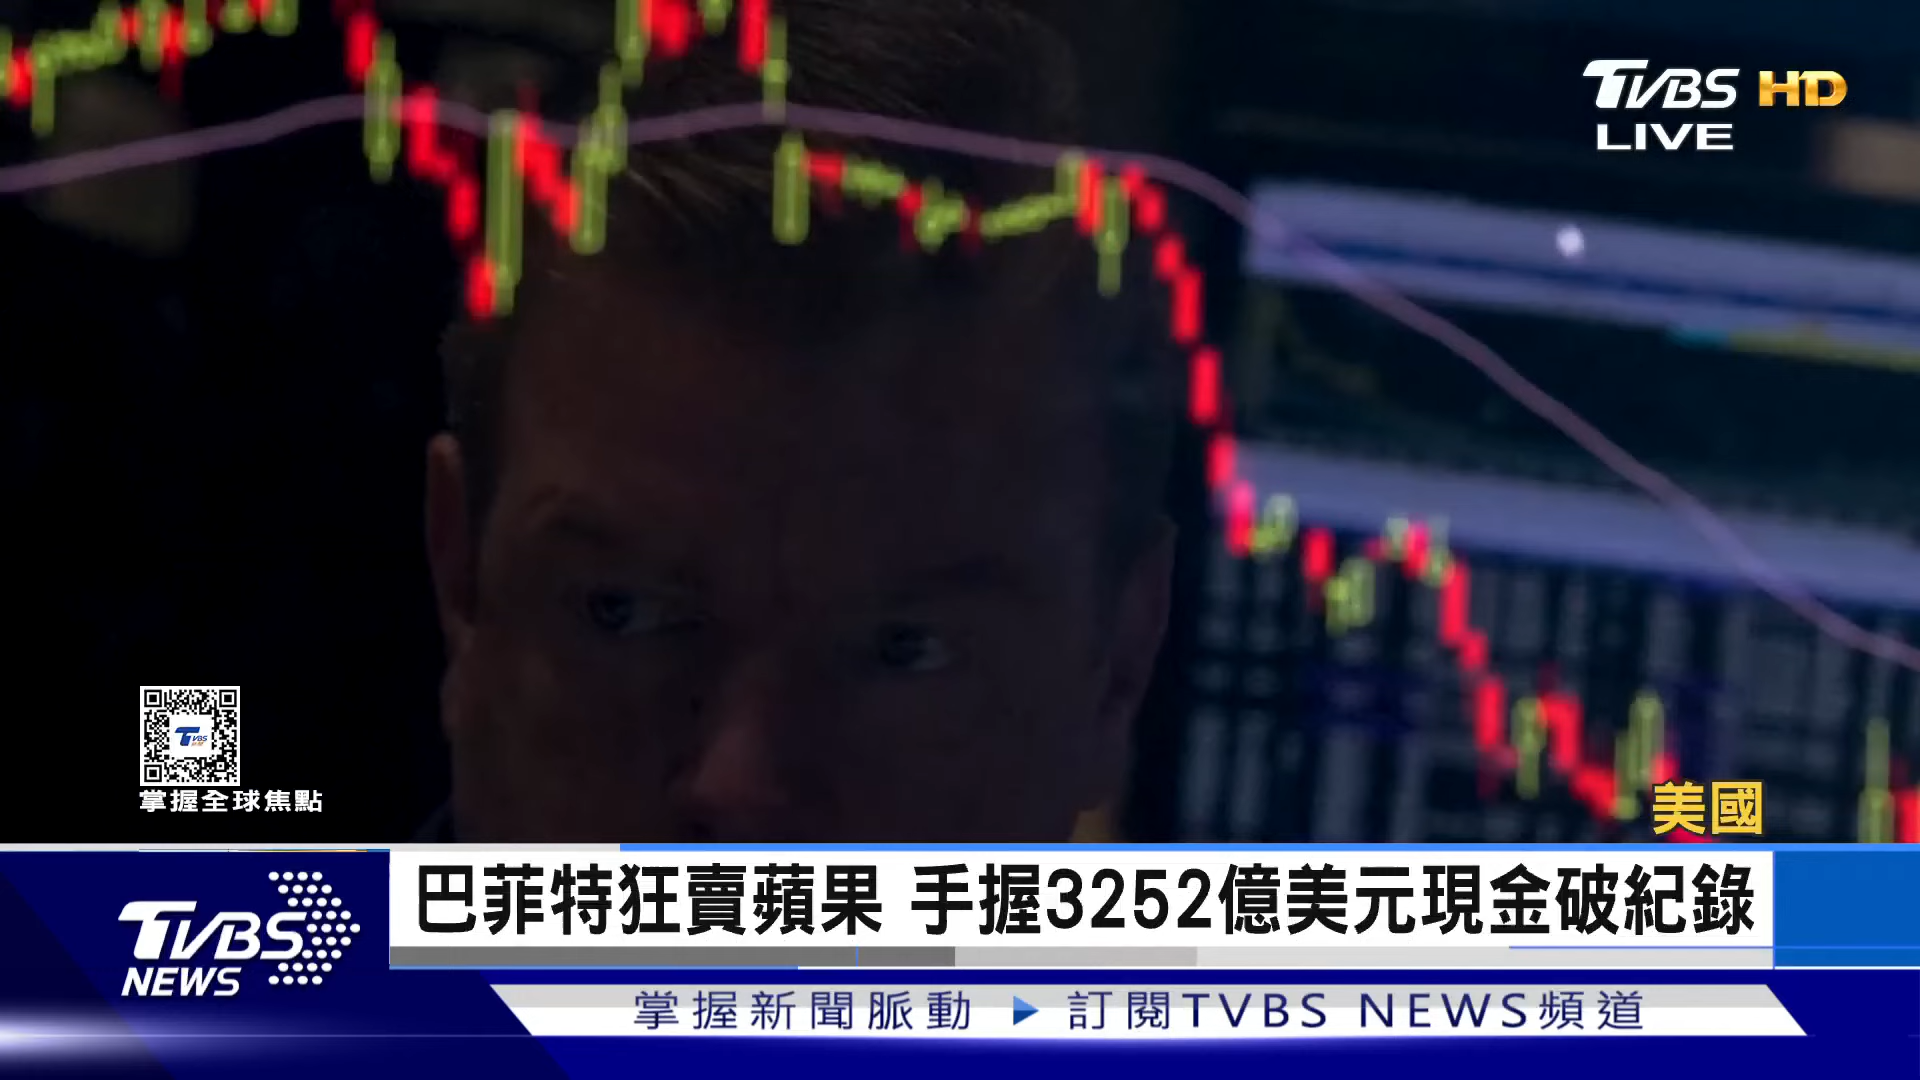 TVBS HD
LIVE
TVBS
掌握全球焦點
美國
巴菲特狂賣蘋果 手握3252億美元現金破紀錄
TVBS
NEWS
掌握新聞脈動 ▶ 訂閱TVBS NEWS頻道